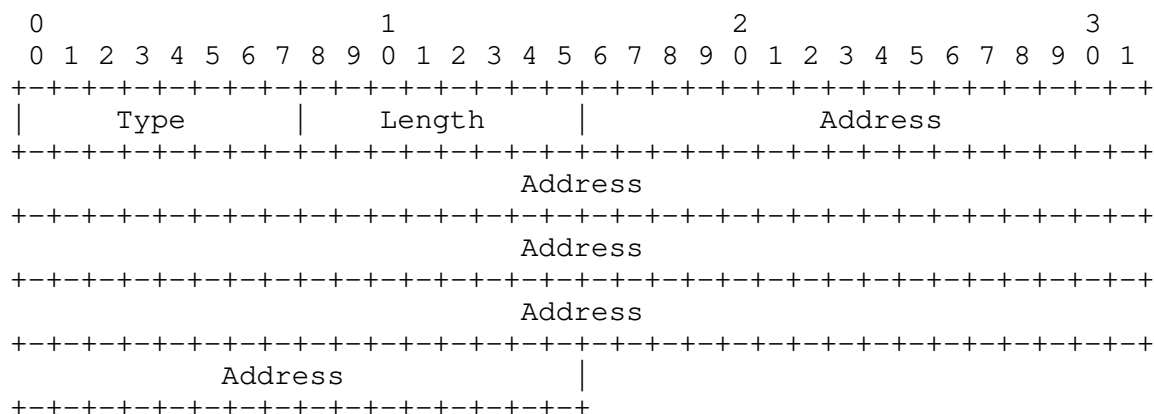 0                   1                   2                   3
 0 1 2 3 4 5 6 7 8 9 0 1 2 3 4 5 6 7 8 9 0 1 2 3 4 5 6 7 8 9 0 1
+-+-+-+-+-+-+-+-+-+-+-+-+-+-+-+-+-+-+-+-+-+-+-+-+-+-+-+-+-+-+-+-+
|     Type      |    Length     |             Address
+-+-+-+-+-+-+-+-+-+-+-+-+-+-+-+-+-+-+-+-+-+-+-+-+-+-+-+-+-+-+-+-+
                             Address
+-+-+-+-+-+-+-+-+-+-+-+-+-+-+-+-+-+-+-+-+-+-+-+-+-+-+-+-+-+-+-+-+
                             Address
+-+-+-+-+-+-+-+-+-+-+-+-+-+-+-+-+-+-+-+-+-+-+-+-+-+-+-+-+-+-+-+-+
                             Address
+-+-+-+-+-+-+-+-+-+-+-+-+-+-+-+-+-+-+-+-+-+-+-+-+-+-+-+-+-+-+-+-+
            Address             |
+-+-+-+-+-+-+-+-+-+-+-+-+-+-+-+-+